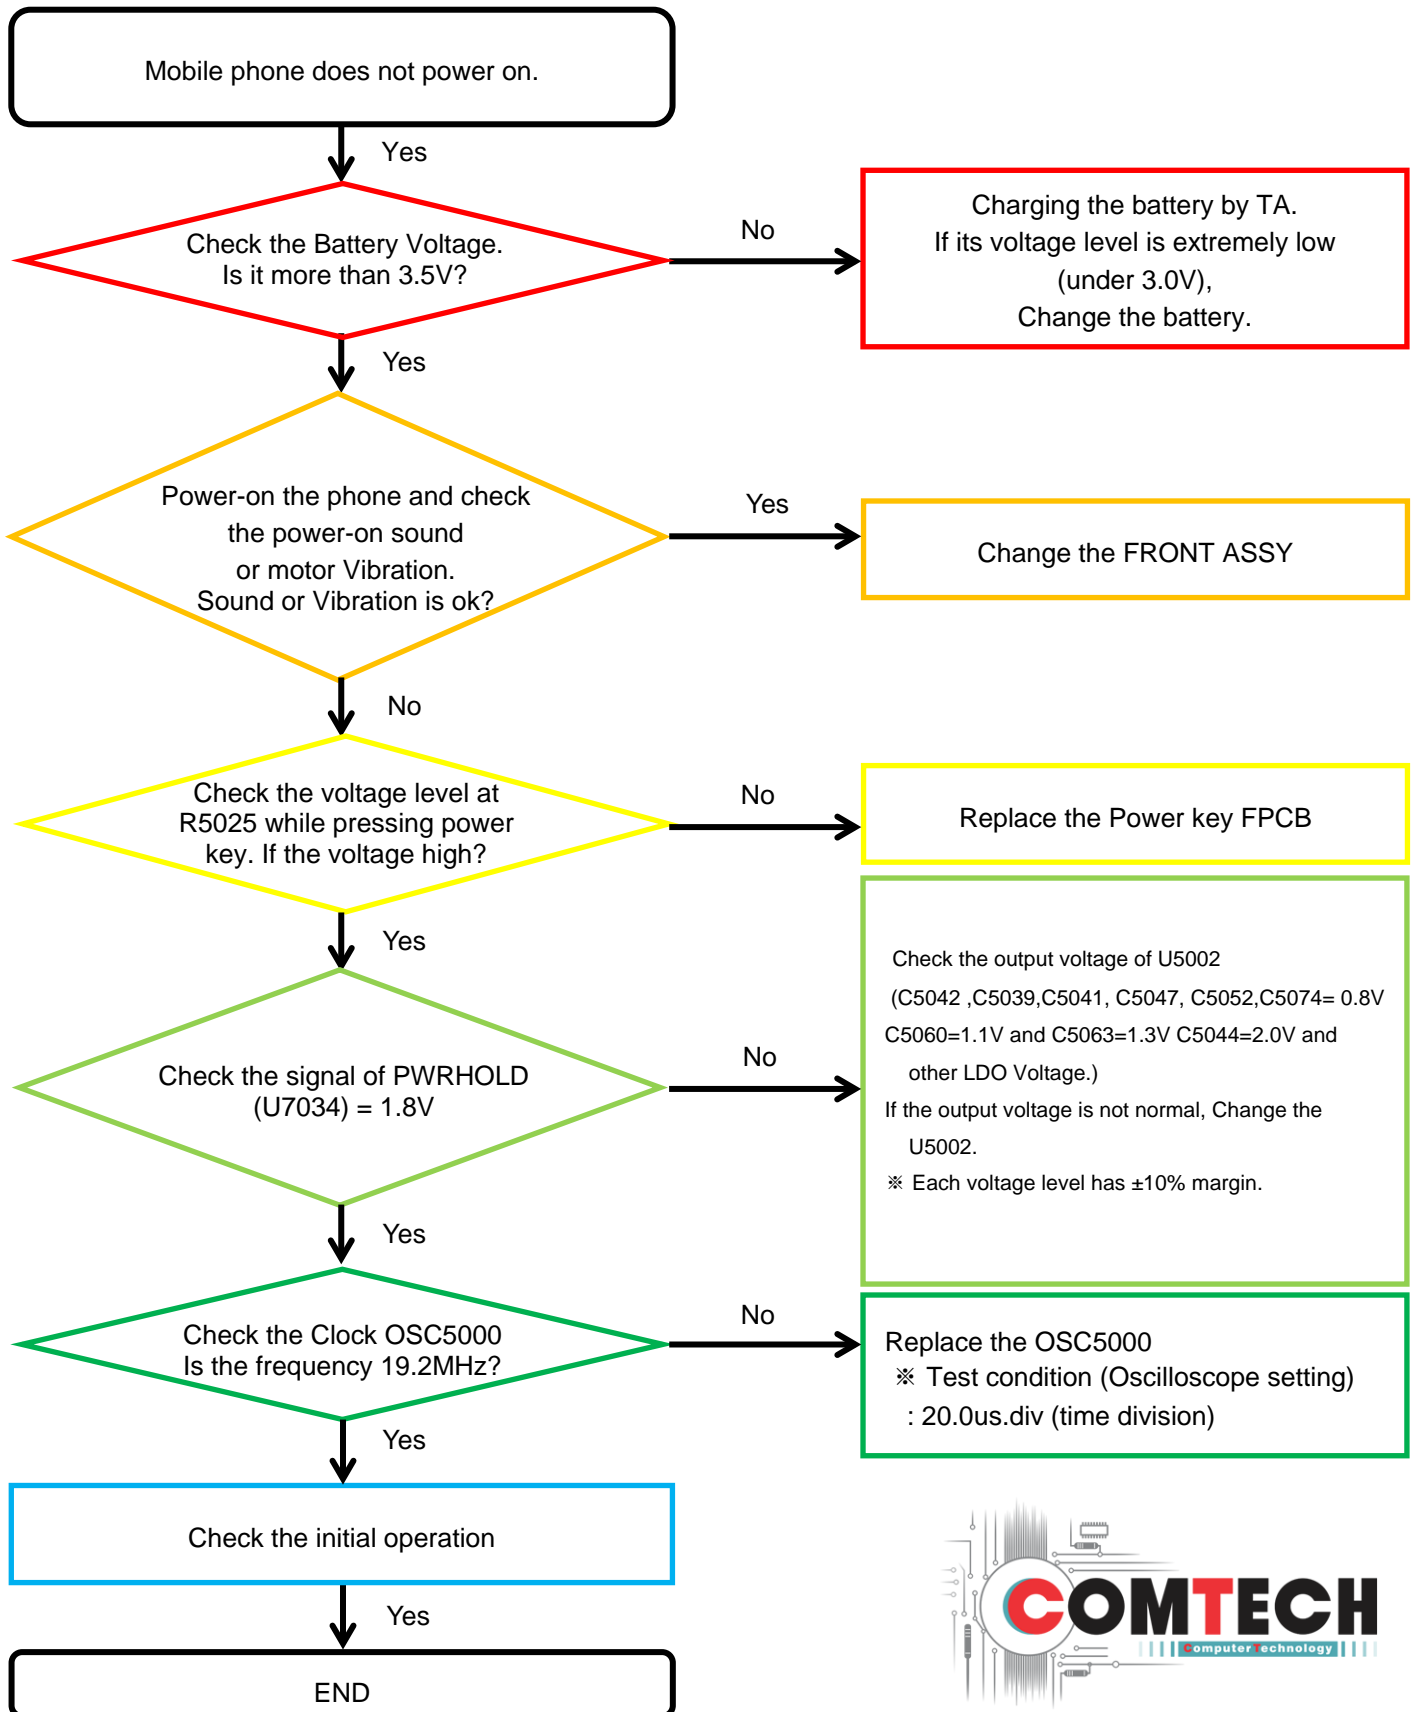 Mobile phone does not power on.
Yes
Check the Battery Voltage.
Is it more than 3.5V?
No
Charging the battery by TA.
If its voltage level is extremely low
(under 3.0V),
Change the battery.
Yes
Power-on the phone and check
the power-on sound
or motor Vibration.
Sound or Vibration is ok?
Yes
Change the FRONT ASSY
No
Check the voltage level at
R5025 while pressing power
key. If the voltage high?
No
Replace the Power key FPCB
Yes
Check the signal of PWRHOLD
(U7034) = 1.8V
No
Check the output voltage of U5002
(C5042 ,C5039,C5041, C5047, C5052,C5074= 0.8V
C5060=1.1V and C5063=1.3V C5044=2.0V and
other LDO Voltage.)
If the output voltage is not normal, Change the
U5002.
※ Each voltage level has ±10% margin.
Yes
Check the Clock OSC5000
Is the frequency 19.2MHz?
No
Replace the OSC5000
※ Test condition (Oscilloscope setting)
: 20.0us.div (time division)
Yes
Check the initial operation
Yes
END
COMTECH
Computer Technology